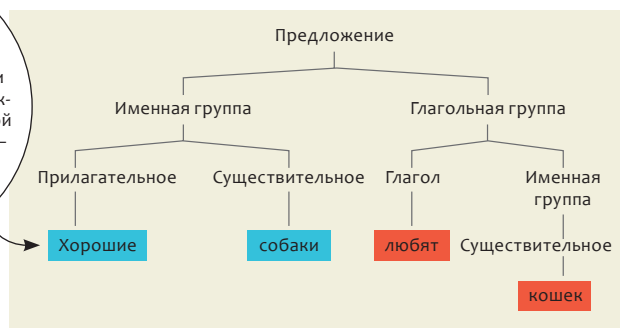 Предложение
Именная группа
Глагольная группа
Прилагательное
Существительное
Глагол
Именная
группа
Хорошие
собаки
любят
Существительное
кошек